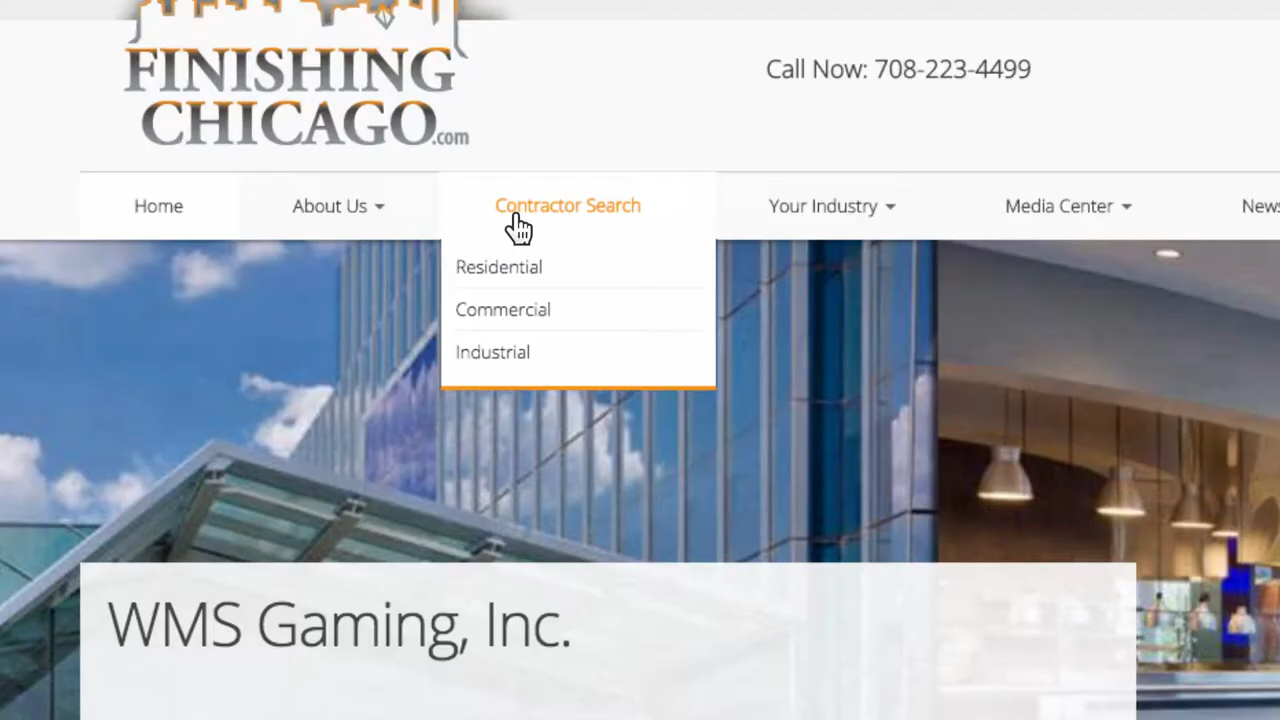 FINISHING
CHICAGO.com
Call Now: 708-223-4499
Home
About Us
Contractor Search
Your Industry
Media Center
News
Residential
Commercial
Industrial
WMS Gaming, Inc.